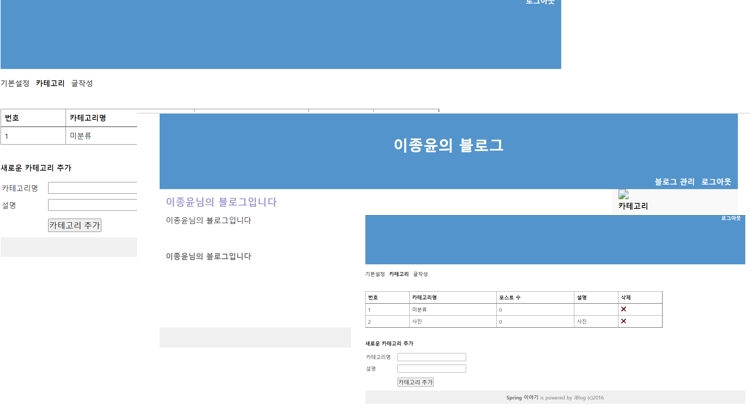 로그아웃
기본설정 카테고리 글작성
번호 카테고리명
1 미분류
새로운 카테고리 추가
카테고리명
설명
카테고리 추가
이종윤의 블로그
블로그 관리 로그아웃
이종윤님의 블로그입니다
이종윤님의 블로그입니다
이종윤님의 블로그입니다
카테고리
로그아웃
기본설정 카테고리 글작성
번호 카테고리명 포스트 수 설명 삭제
1 미분류 0
2 사진 0 사진
새로운 카테고리 추가
카테고리명
설명
카테고리 추가
Spring 이야기 is powered by JBlog (c)2016